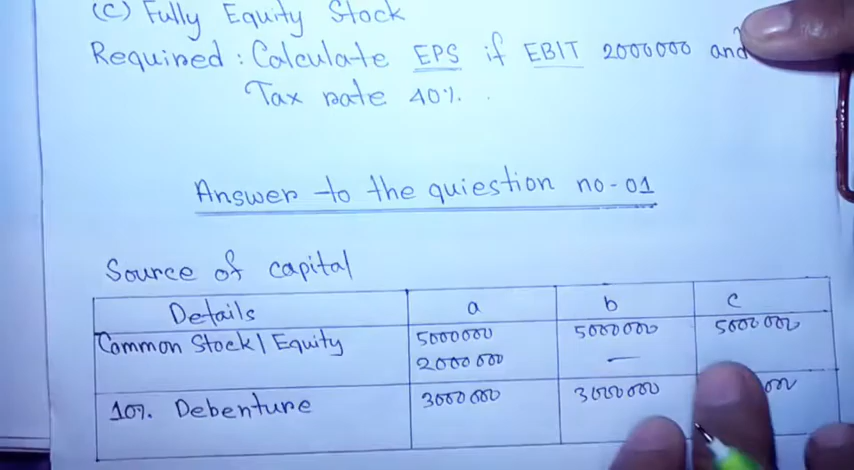 (C) Fully Equity Stock
Required : Calculate EPS if EBIT 2000000 and
Tax rate 40%.
Answer to the quiestion no-01
Source of capital
Details a b c
Common Stock/Equity 5000000 5000000 5000000
2000000 —
10%. Debenture 3000000 3000000